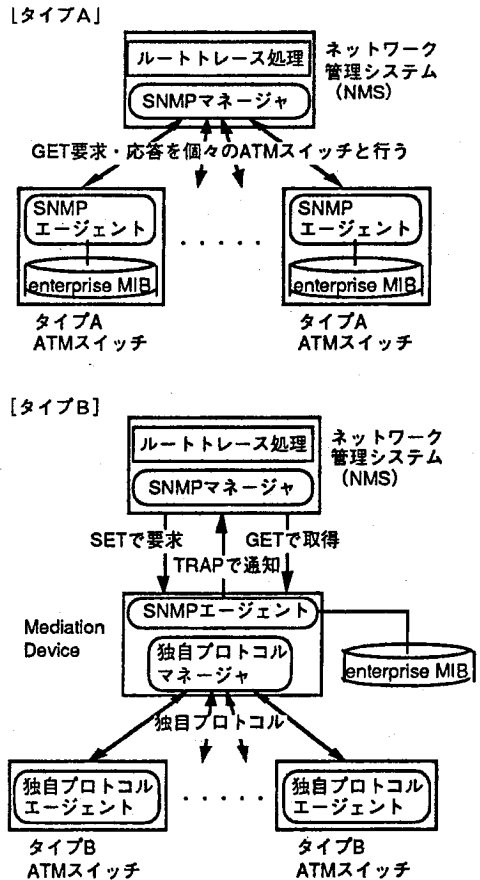 [タイプA]
ルートトレース処理
SNMPマネージャ
ネットワーク
管理システム
(NMS)
GET要求・応答を個々のATMスイッチと行う
SNMP
エージェント
enterprise MIB
タイプA
ATMスイッチ
・・・・・
SNMP
エージェント
enterprise MIB
タイプA
ATMスイッチ
[タイプB]
ルートトレース処理
SNMPマネージャ
ネットワーク
管理システム
(NMS)
SETで要求
GETで取得
TRAPで通知
Mediation
Device
SNMPエージェント
独自プロトコル
マネージャ
enterprise MIB
独自プロトコル
独自プロトコル
エージェント
タイプB
ATMスイッチ
・・・・・
独自プロトコル
エージェント
タイプB
ATMスイッチ